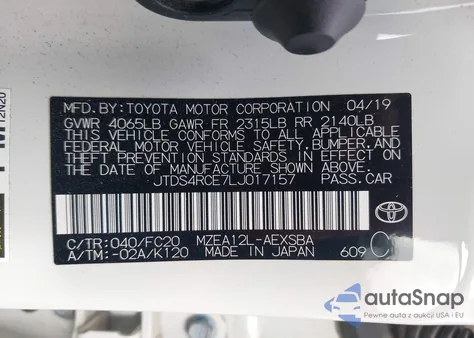 MFD. BY: TOYOTA MOTOR CORPORATION 04/19
GVWR 4065LB GAWR FR 2315LB RR 2140LB
THIS VEHICLE CONFORMS TO ALL APPLICABLE
FEDERAL MOTOR VEHICLE SAFETY, BUMPER, AND
THEFT PREVENTION STANDARDS IN EFFECT ON
THE DATE OF MANUFACTURE SHOWN ABOVE.
JTDS4RCE7LJ017157 PASS.CAR
C/TR:040/FC20 MZEA12L-AEXSBA
A/TM:-02A/K120 MADE IN JAPAN 609 C
TOYOTA
12N20
autoSnap
Pewne auta z aukcji USA i EU